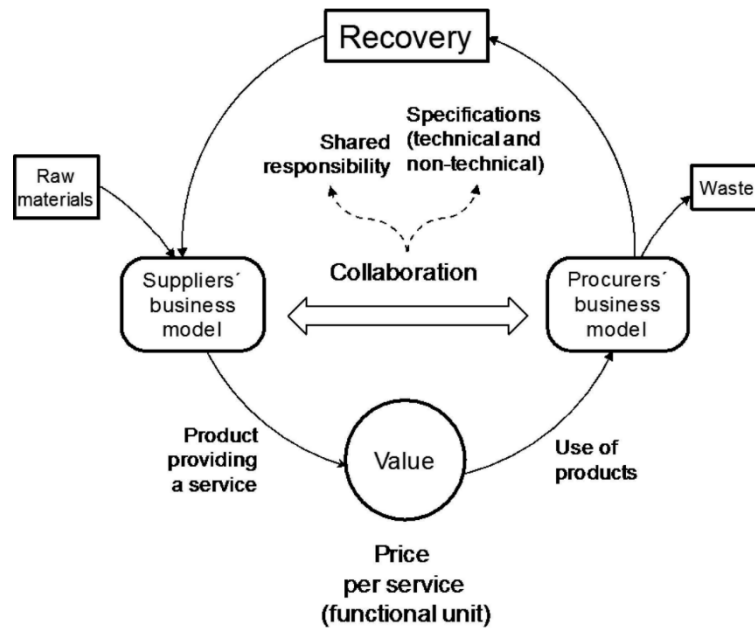 Recovery
Specifications
(technical and
non-technical)
Shared
responsibility
Raw
materials
Waste
Collaboration
Suppliers´
business
model
Procurers´
business
model
Product
providing
a service
Value
Use of
products
Price
per service
(functional unit)